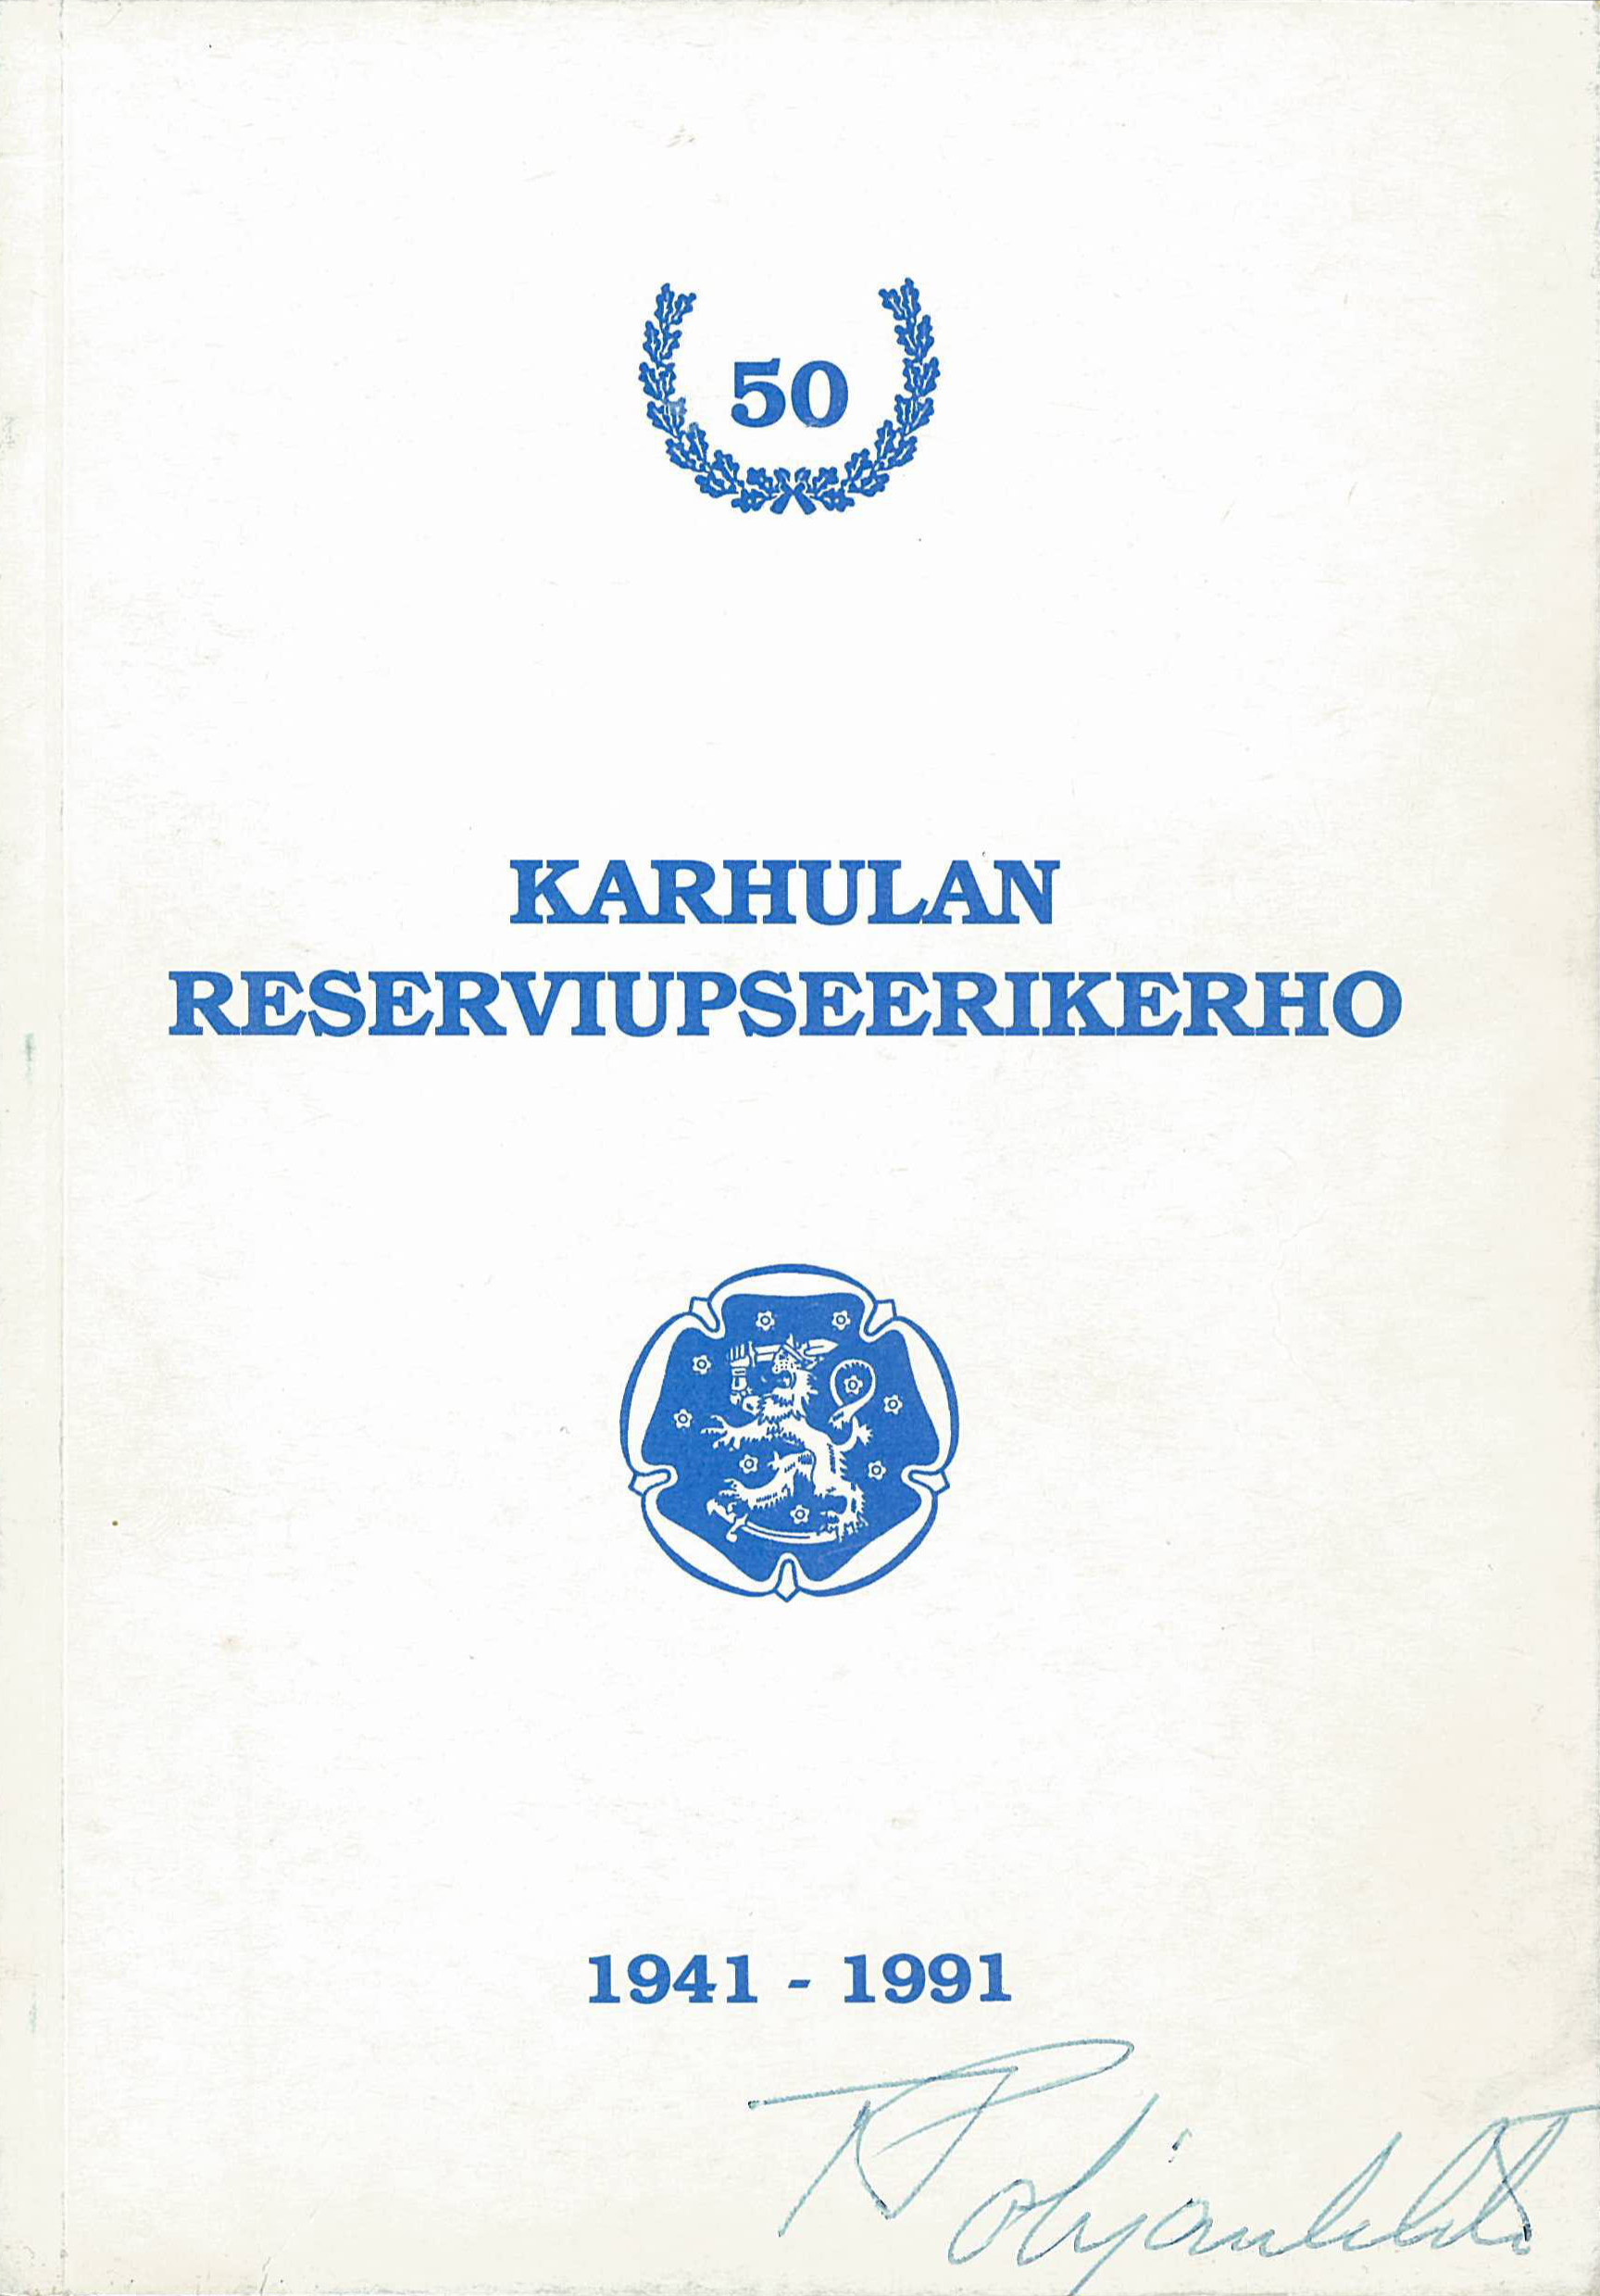 50
KARHULAN
RESERVIUPSEERIKERHO
1941 - 1991